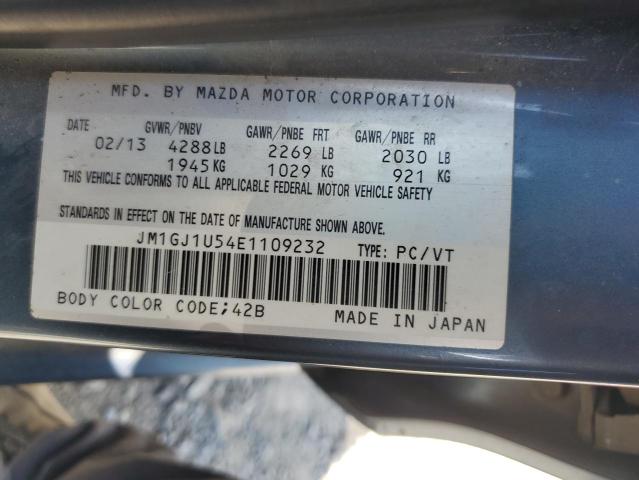 MFD. BY MAZDA MOTOR CORPORATION
DATE GVWR/PNBV GAWR/PNBE FRT GAWR/PNBE RR
02/13 4288LB 2269 LB 2030 LB
1945KG 1029 KG 921 KG
THIS VEHICLE CONFORMS TO ALL APPLICABLE FEDERAL MOTOR VEHICLE SAFETY
STANDARDS IN EFFECT ON THE DATE OF MANUFACTURE SHOWN ABOVE.
JM1GJ1U54E1109232 TYPE: PC/VT
BODY COLOR CODE;42B MADE IN JAPAN